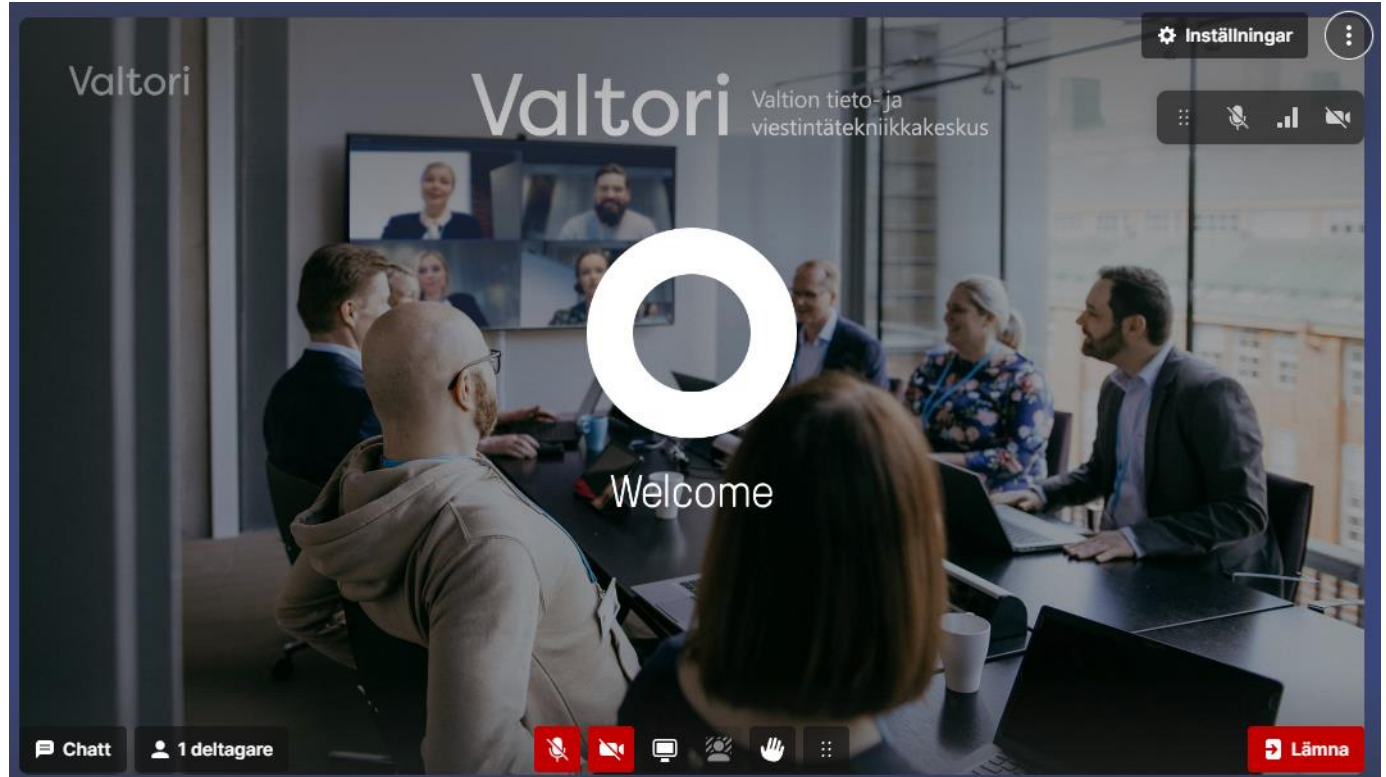 Inställningar
Valtori
Valtori
Valtion tieto- ja
viestintätekniikkakeskus
Welcome
Chatt
1 deltagare
Lämna